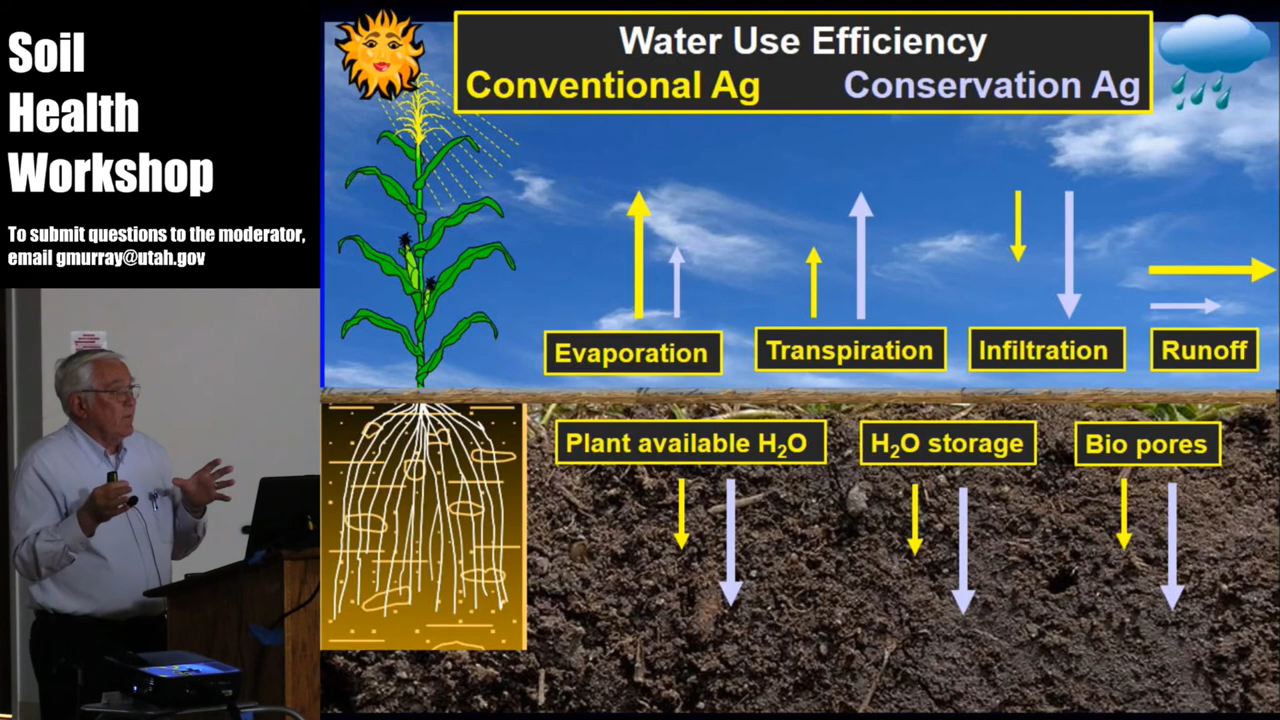 Soil
Health
Workshop
To submit questions to the moderator,
email gmurray@utah.gov
Water Use Efficiency
Conventional Ag Conservation Ag
Evaporation
Transpiration
Infiltration
Runoff
Plant available H₂O
H₂O storage
Bio pores